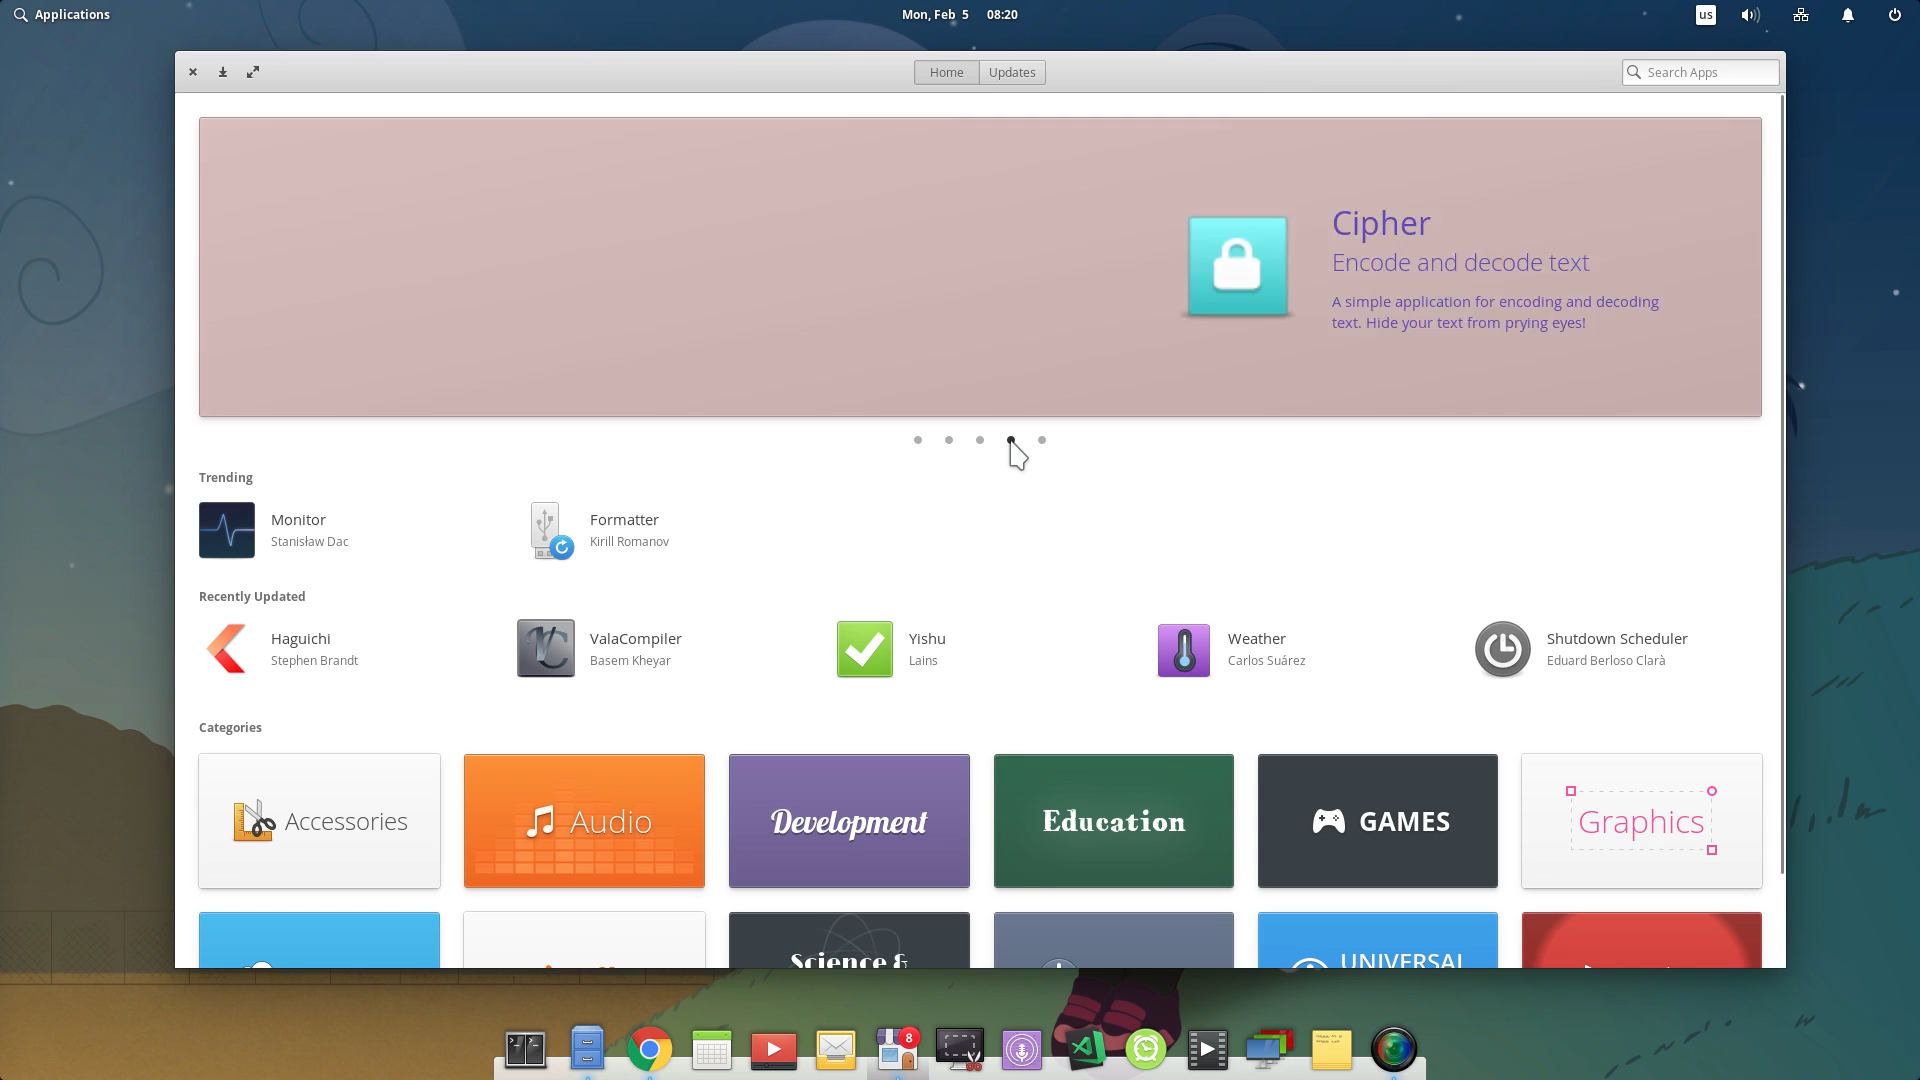 Applications
Mon, Feb 5 08:20
us
Home
Updates
Search Apps
Cipher
Encode and decode text
A simple application for encoding and decoding
text. Hide your text from prying eyes!
Trending
Monitor
Stanisław Dac
Formatter
Kirill Romanov
Recently Updated
Haguichi
Stephen Brandt
ValaCompiler
Basem Kheyar
Yishu
Lains
Weather
Carlos Suárez
Shutdown Scheduler
Eduard Berloso Clarà
Categories
Accessories
Audio
Development
Education
GAMES
Graphics
Science &
UNIVERSAL
8